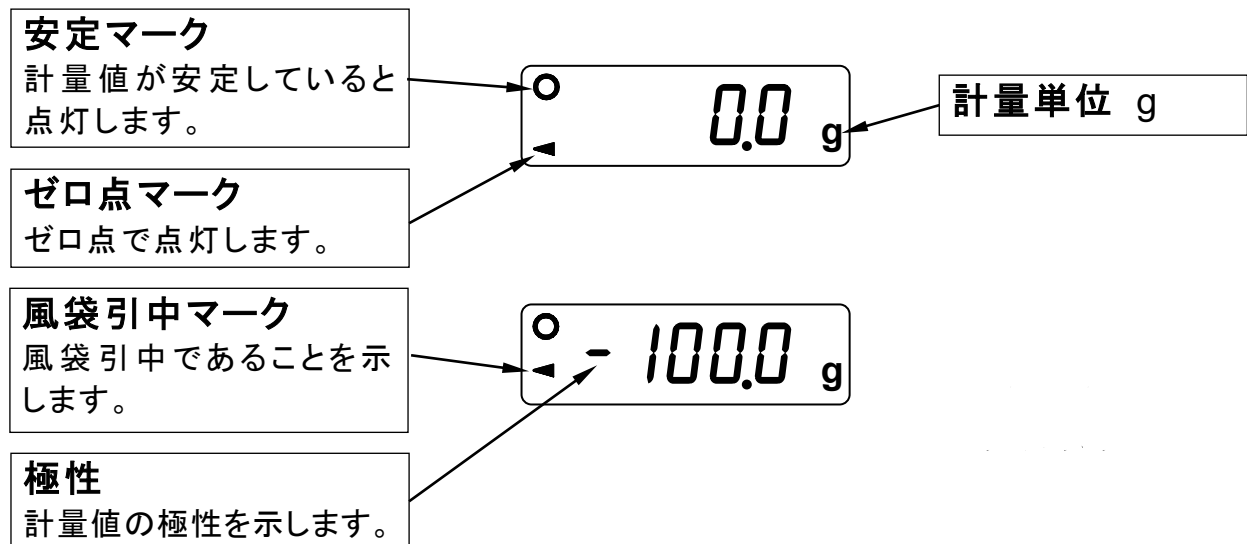 安定マーク
計量値が安定していると
点灯します。
0.0 g
計量単位 g
ゼロ点マーク
ゼロ点で点灯します。
風袋引中マーク
風袋引中であることを示
します。
-100.0 g
極性
計量値の極性を示します。